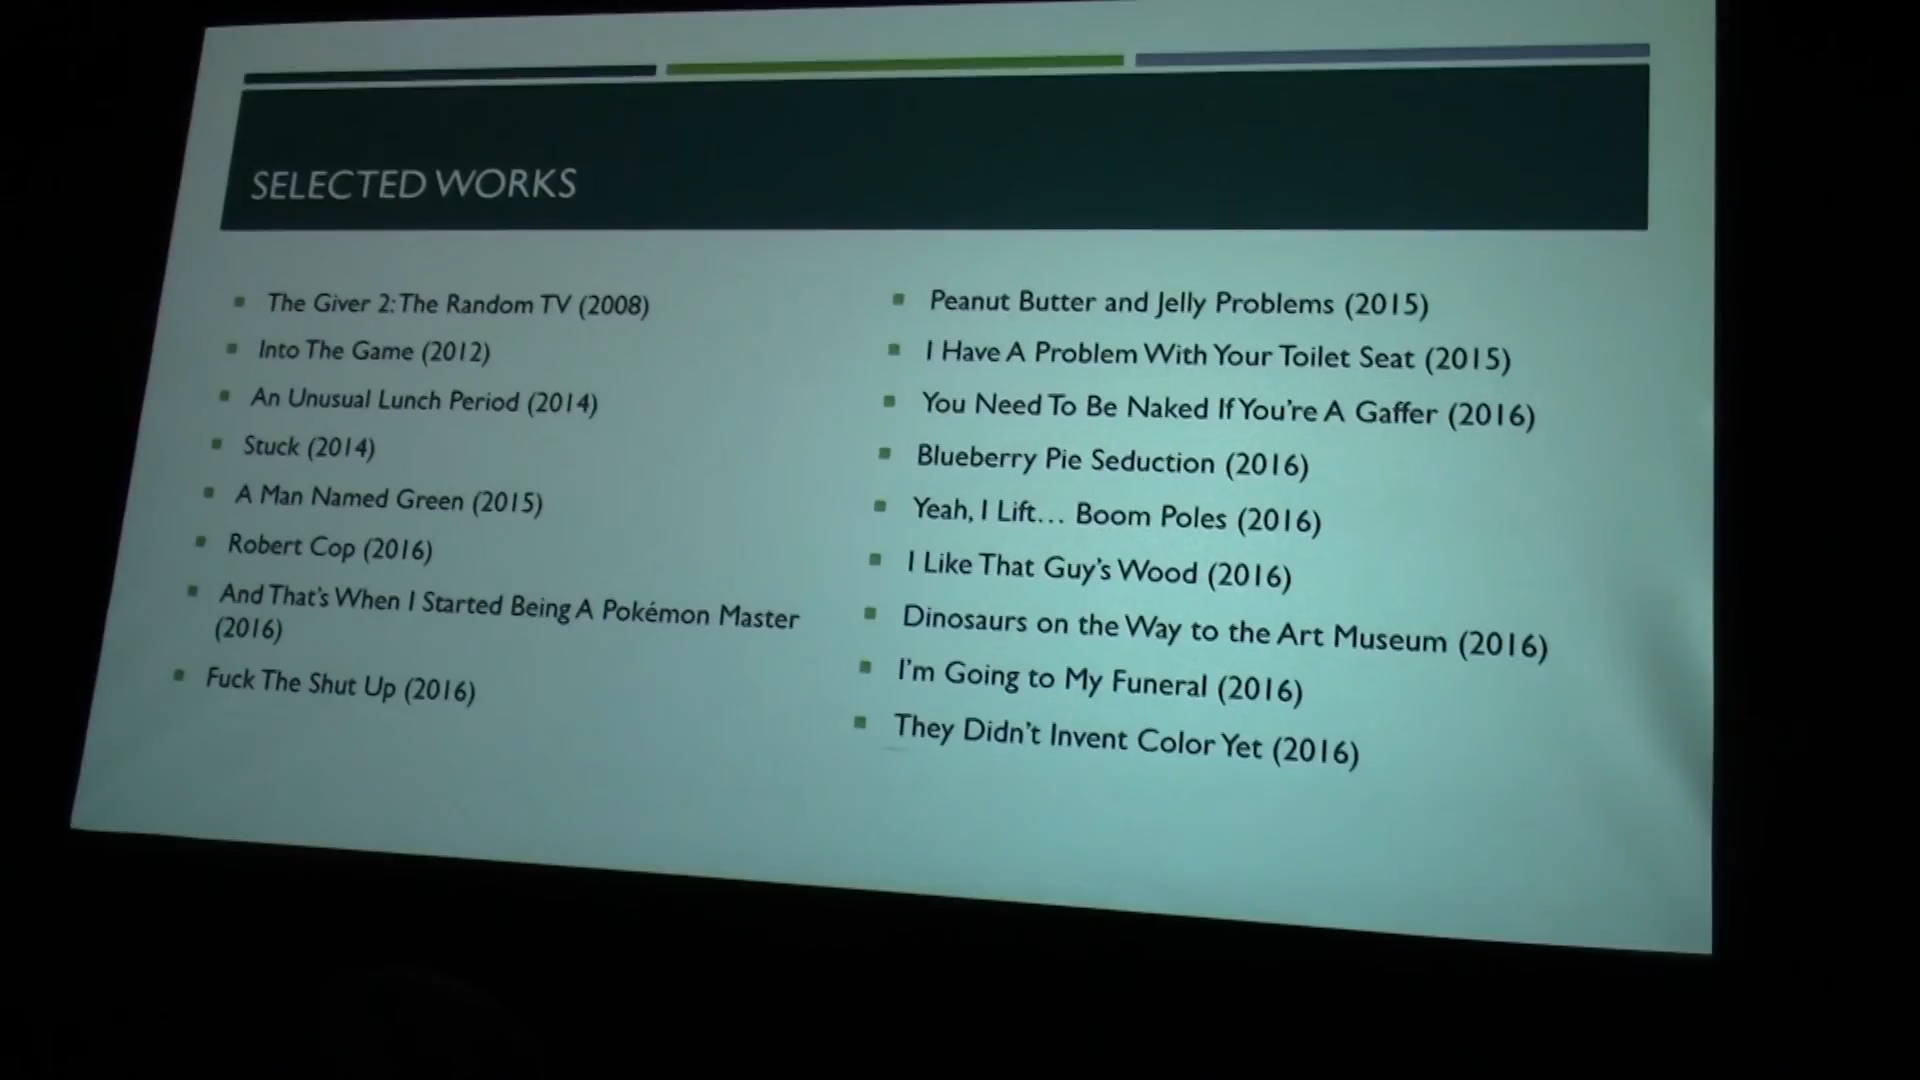 SELECTED WORKS
The Giver 2: The Random TV (2008)
Into The Game (2012)
An Unusual Lunch Period (2014)
Stuck (2014)
A Man Named Green (2015)
Robert Cop (2016)
And That's When I Started Being A Pokémon Master
(2016)
Fuck The Shut Up (2016)
Peanut Butter and Jelly Problems (2015)
I Have A Problem With Your Toilet Seat (2015)
You Need To Be Naked If You're A Gaffer (2016)
Blueberry Pie Seduction (2016)
Yeah, I Lift… Boom Poles (2016)
I Like That Guy's Wood (2016)
Dinosaurs on the Way to the Art Museum (2016)
I'm Going to My Funeral (2016)
They Didn't Invent Color Yet (2016)